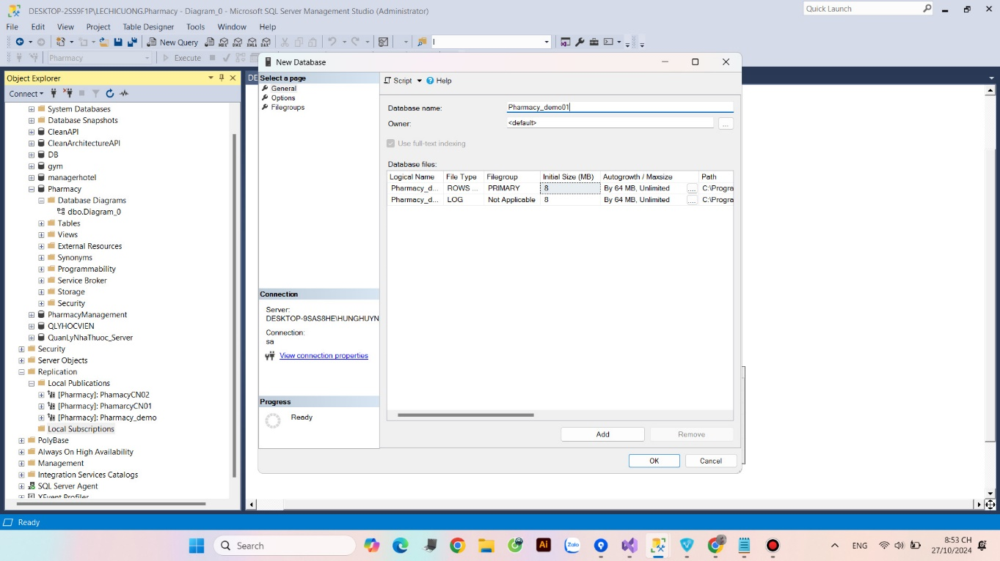 DESKTOP-2SS9F1P\LECHICUONG.Pharmacy - Diagram_0 - Microsoft SQL Server Management Studio (Administrator)
Quick Launch
File Edit View Project Table Designer Tools Window Help
New Query
MDX DMX XMLA DAX
Pharmacy
Execute
Object Explorer
Connect
System Databases
Database Snapshots
CleanAPI
CleanArchitectureAPI
DB
gym
managerhotel
Pharmacy
Database Diagrams
dbo.Diagram_0
Tables
Views
External Resources
Synonyms
Programmability
Service Broker
Storage
Security
PharmacyManagement
QLYHOCVIEN
QuanLyNhaThuoc_Server
Security
Server Objects
Replication
Local Publications
[Pharmacy]: PhamacyCN02
[Pharmacy]: PhamarcyCN01
[Pharmacy]: Pharmacy_demo
Local Subscriptions
PolyBase
Always On High Availability
Management
Integration Services Catalogs
SQL Server Agent
XEvent Profiler
DE
New Database
Select a page
General
Options
Filegroups
Script Help
Database name: Pharmacy_demo01
Owner: <default> ...
Use full-text indexing
Database files:
Logical Name File Type Filegroup Initial Size (MB) Autogrowth / Maxsize Path
Pharmacy_d... ROWS ... PRIMARY 8 By 64 MB, Unlimited ... C:\Progra
Pharmacy_d... LOG Not Applicable 8 By 64 MB, Unlimited ... C:\Progra
Connection
Server:
DESKTOP-9SAS8HE\HUNGHUYN
Connection:
sa
View connection properties
Progress
Ready
Add Remove
OK Cancel
Ready
Search
Ai
Zalo
ENG
8:53 CH
27/10/2024